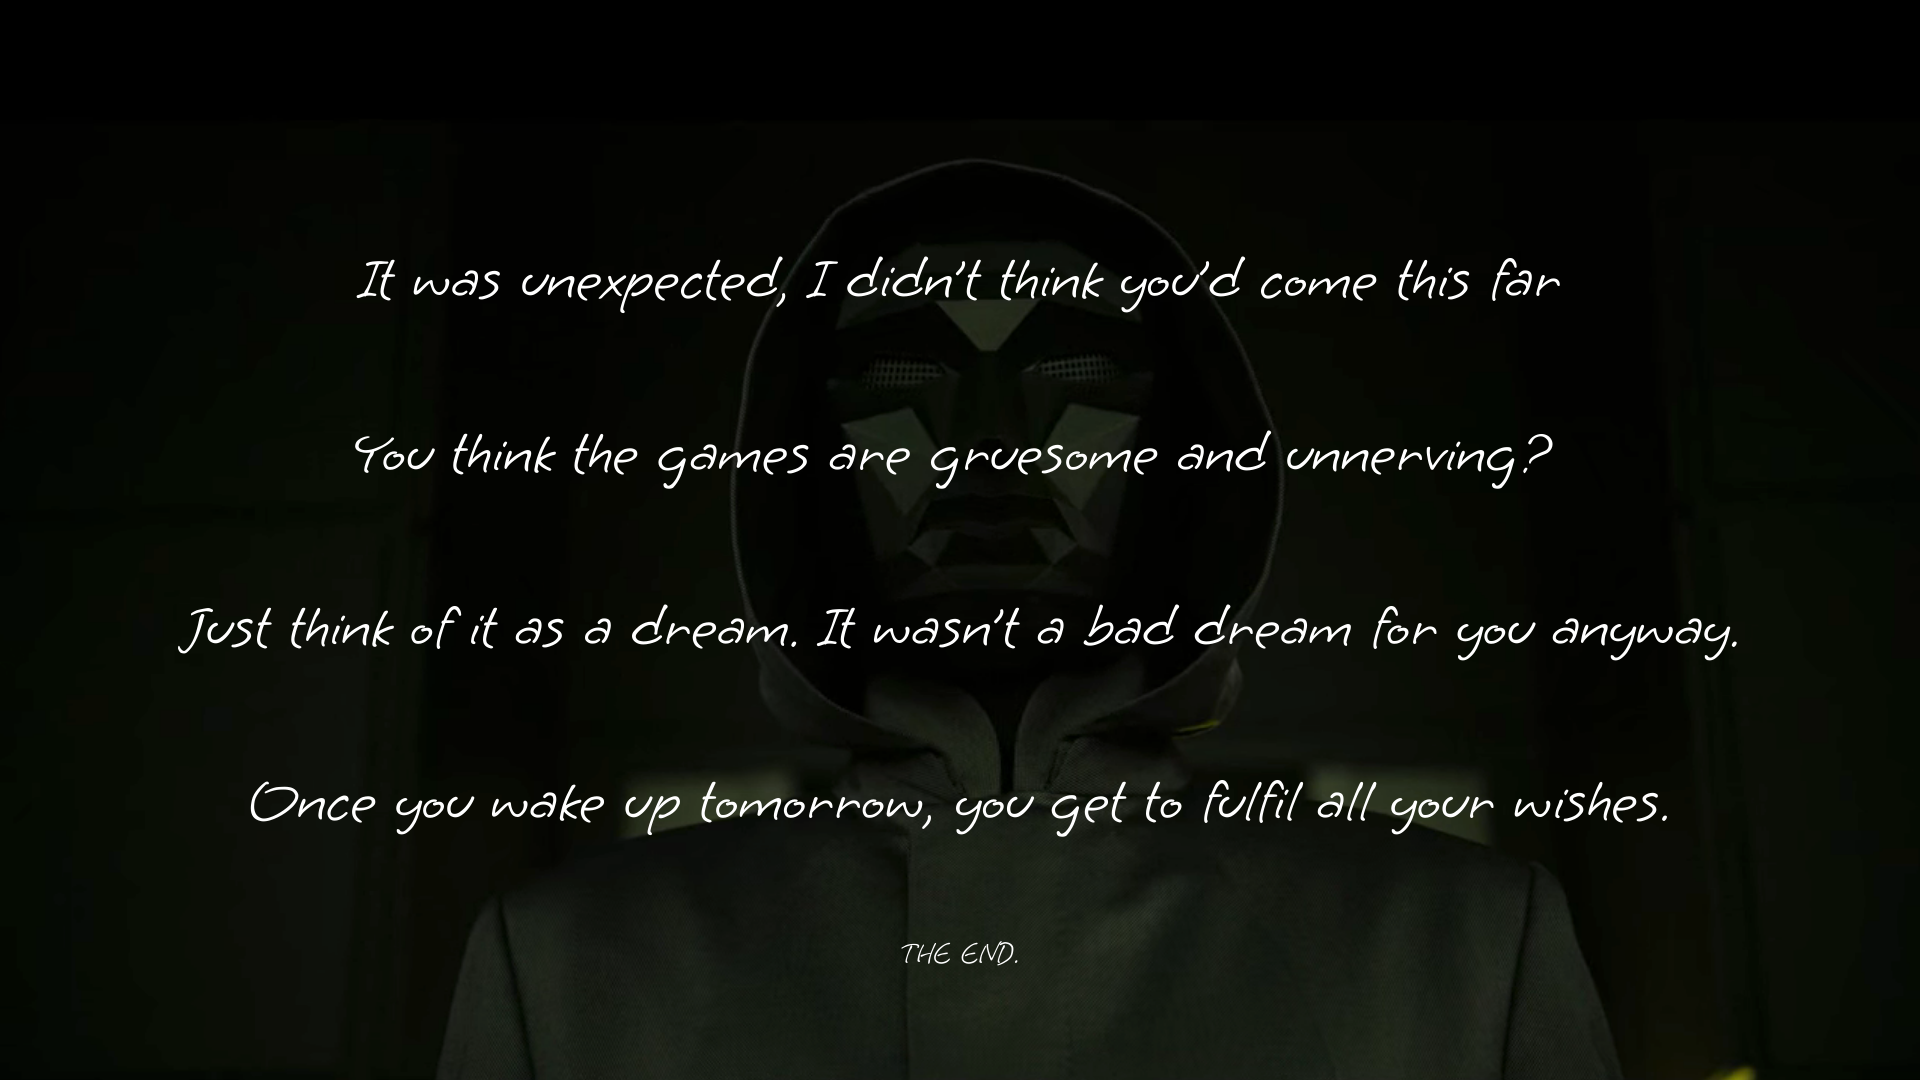 It was unexpected, I didn't think you'd come this far
You think the games are gruesome and unnerving?
Just think of it as a dream. It wasn't a bad dream for you anyway.
Once you wake up tomorrow, you get to fulfil all your wishes.
THE END.